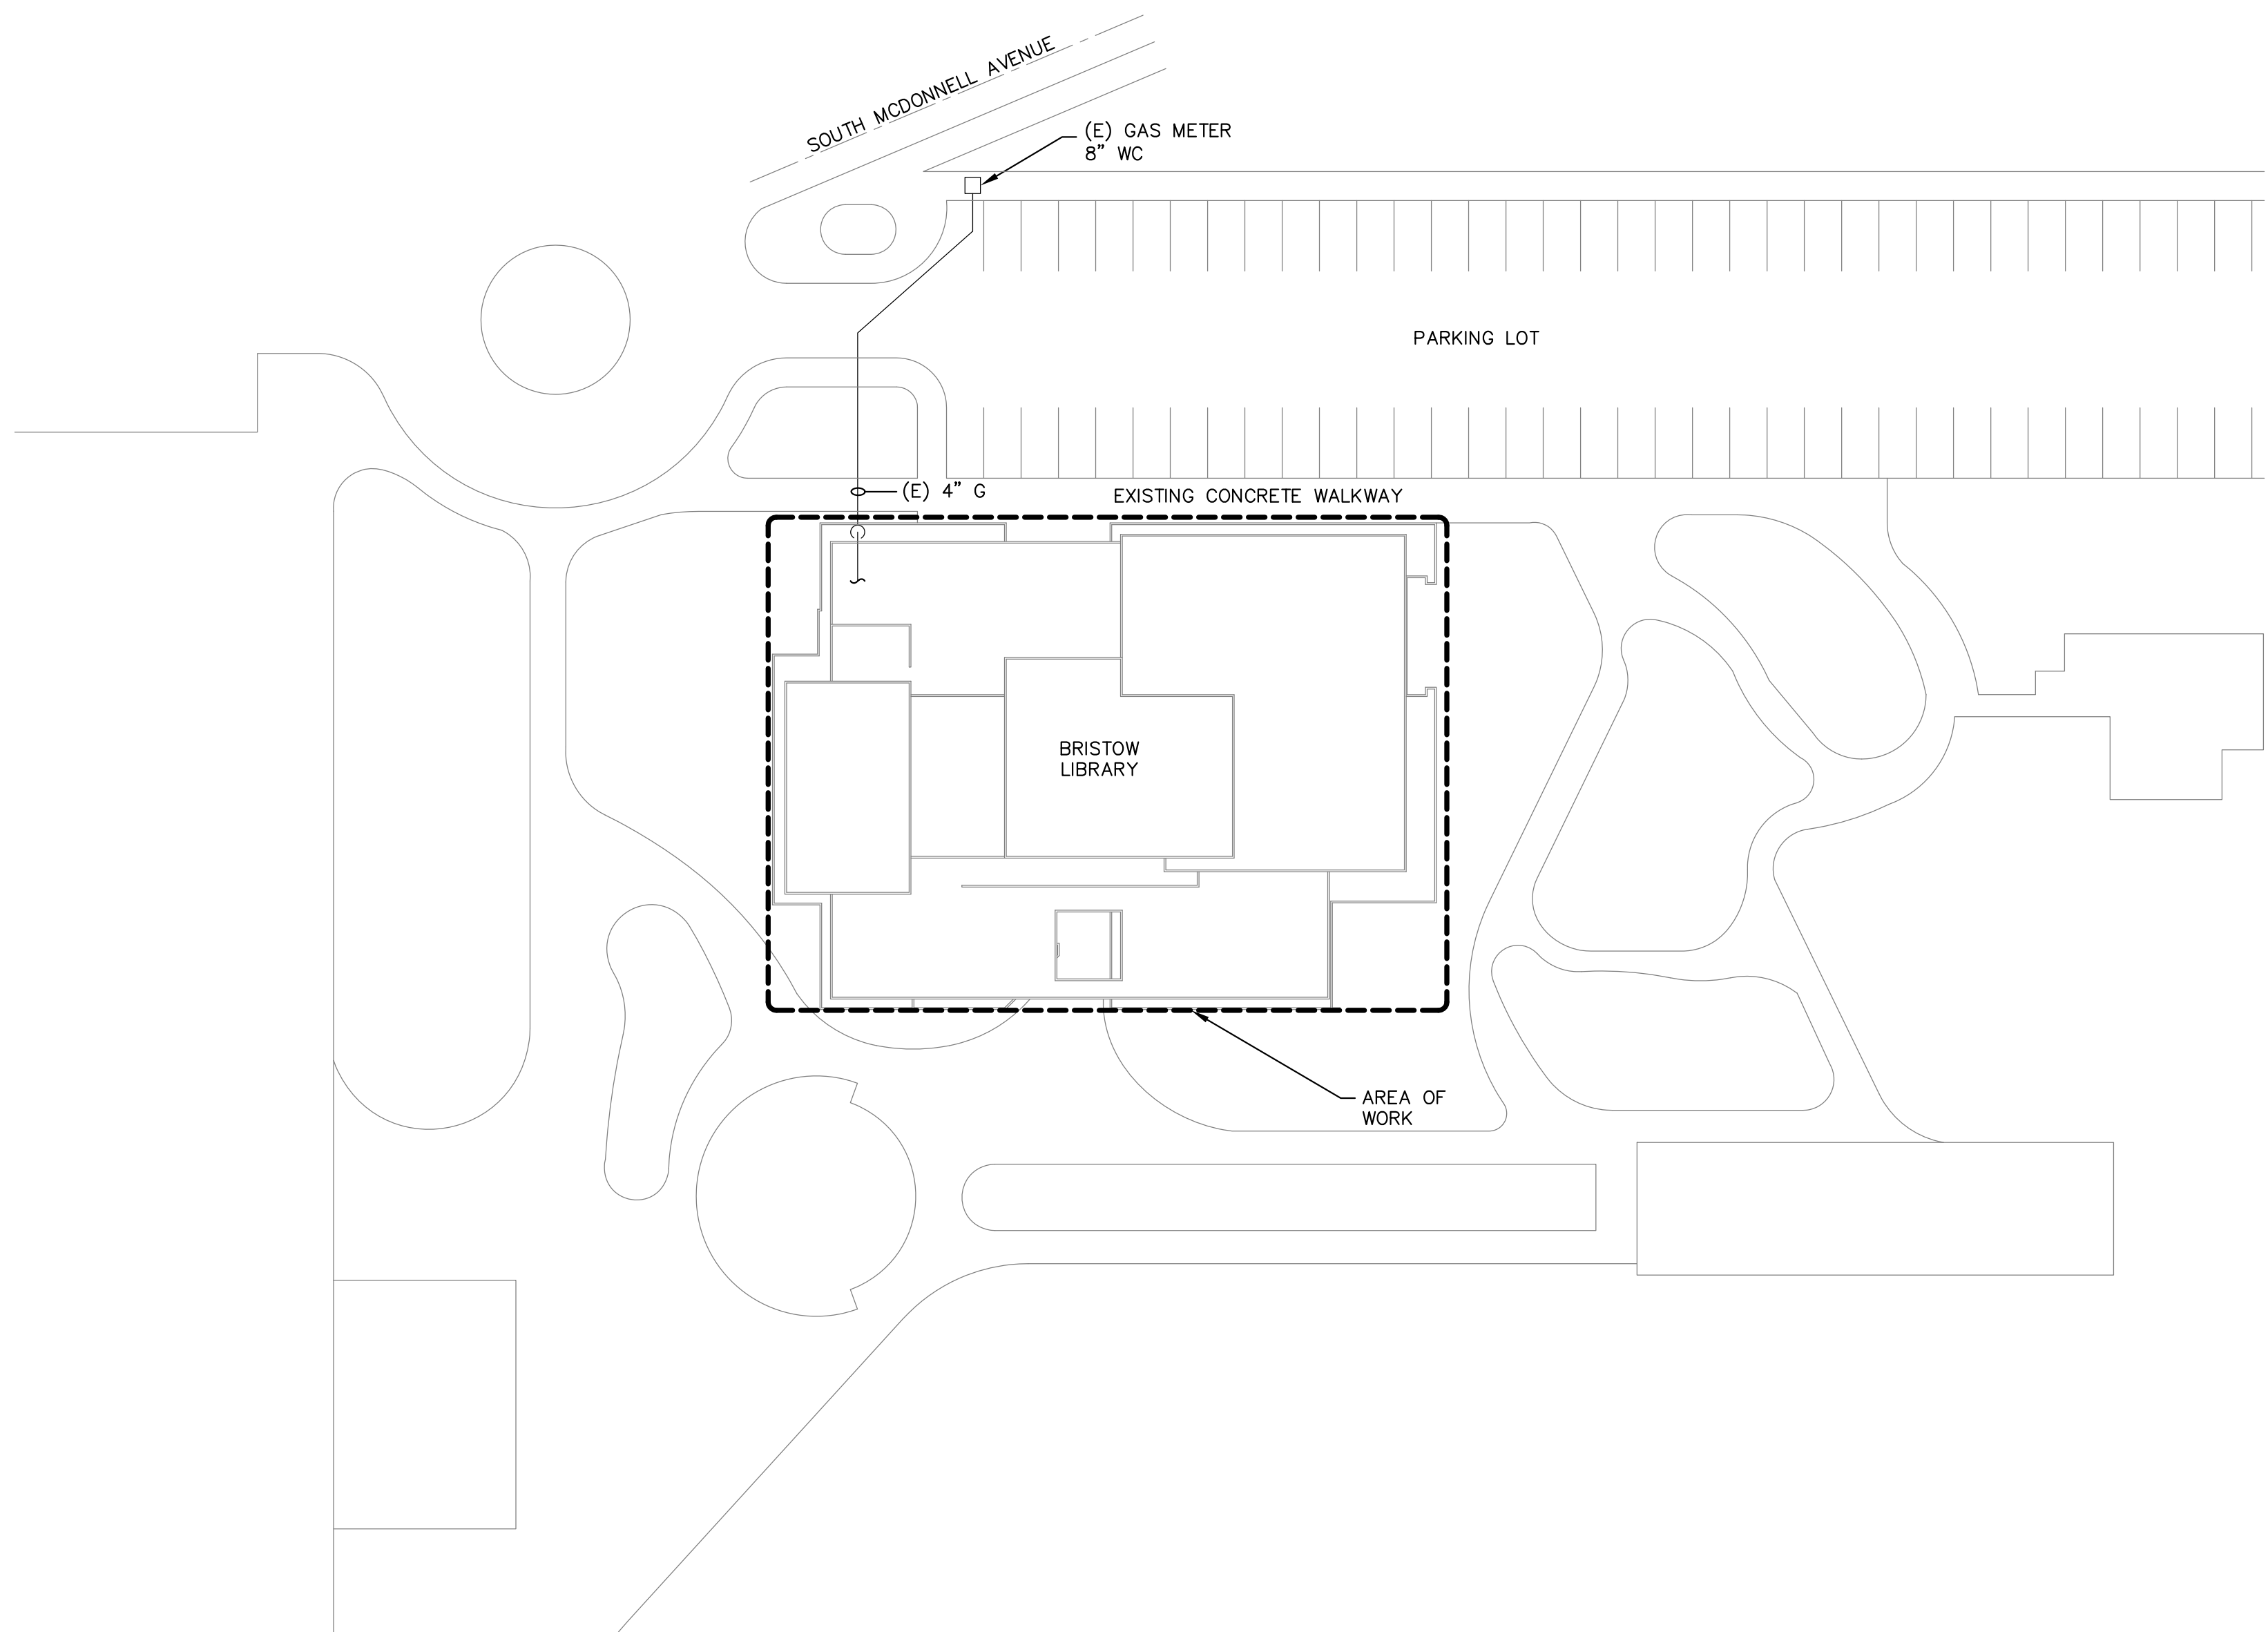 SOUTH MCDONNELL AVENUE
(E) GAS METER
8" WC
PARKING LOT
(E) 4" G
EXISTING CONCRETE WALKWAY
BRISTOW
LIBRARY
AREA OF
WORK